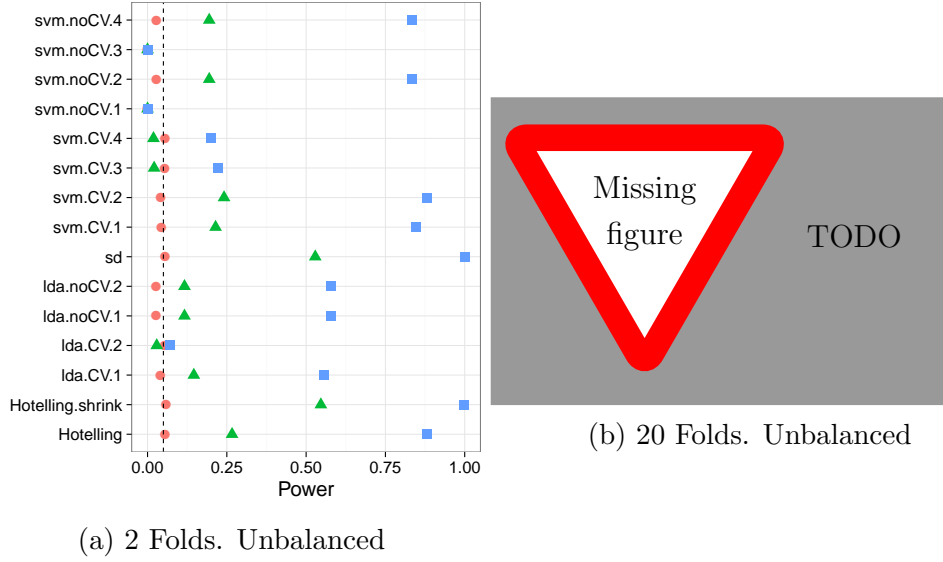 svm.noCV.4
svm.noCV.3
svm.noCV.2
svm.noCV.1
svm.CV.4
svm.CV.3
svm.CV.2
svm.CV.1
sd
lda.noCV.2
lda.noCV.1
lda.CV.2
lda.CV.1
Hotelling.shrink
Hotelling
0.00 0.25 0.50 0.75 1.00
Power
(a) 2 Folds. Unbalanced
Missing
figure
TODO
(b) 20 Folds. Unbalanced